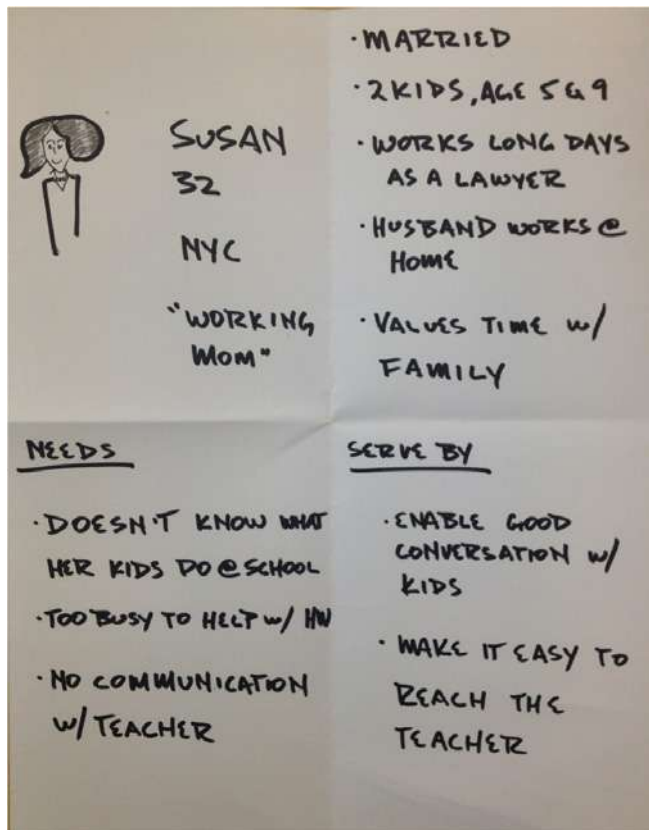 SUSAN
32
NYC
"WORKING
MOM"
· MARRIED
· 2 KIDS, AGE 5 & 9
· WORKS LONG DAYS
AS A LAWYER
· HUSBAND WORKS @
HOME
· VALUES TIME W/
FAMILY
NEEDS
· DOESN'T KNOW WHAT
HER KIDS DO @ SCHOOL
· TOO BUSY TO HELP W/ HW
· NO COMMUNICATION
W/ TEACHER
SERVE BY
· ENABLE GOOD
CONVERSATION W/
KIDS
· MAKE IT EASY TO
REACH THE
TEACHER